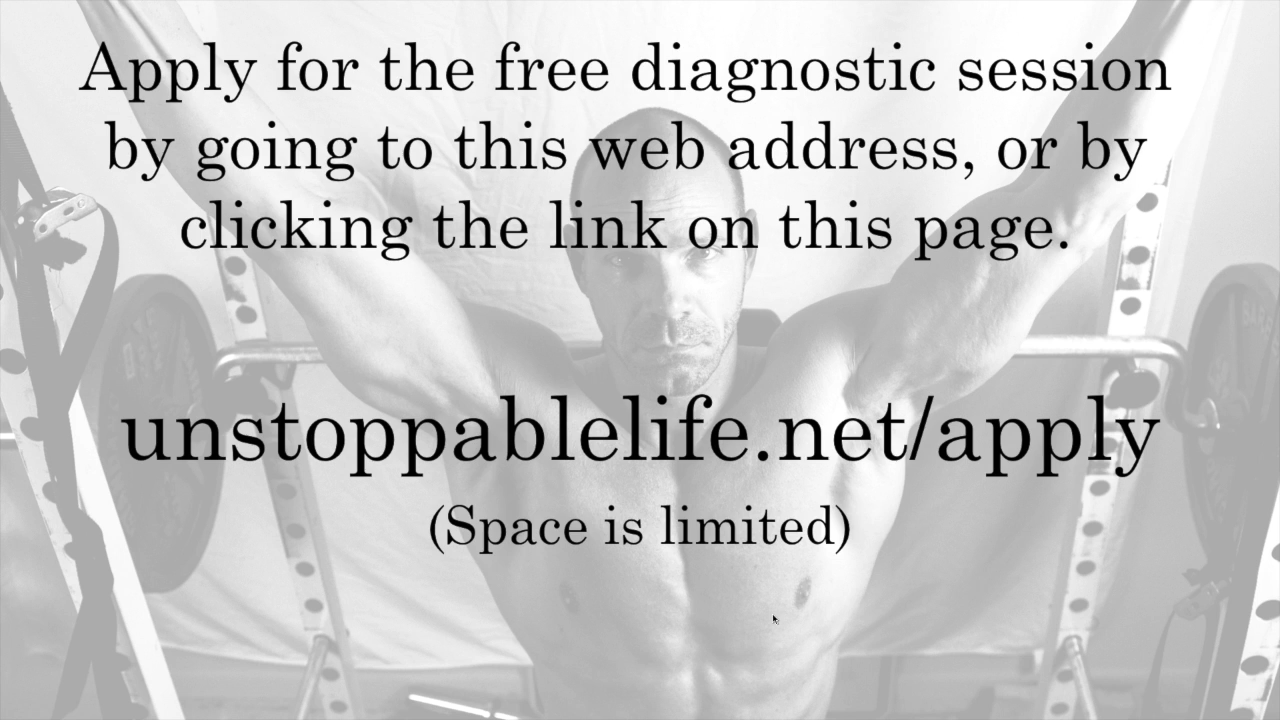 Apply for the free diagnostic session
by going to this web address, or by
clicking the link on this page.
unstoppablelife.net/apply
(Space is limited)